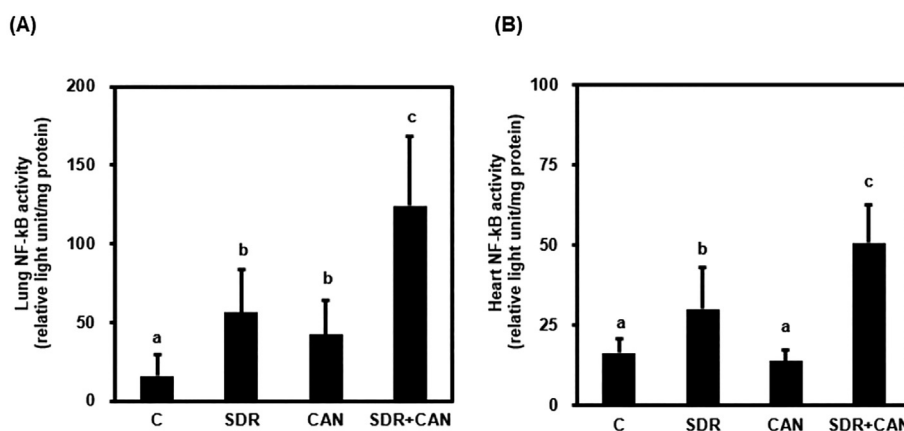 (A)
Lung NF-kB activity
(relative light unit/mg protein)
200
150
100
50
0
a
b
b
c
C SDR CAN SDR+CAN
(B)
Heart NF-kB activity
(relative light unit/mg protein)
100
75
50
25
0
a
b
a
c
C SDR CAN SDR+CAN